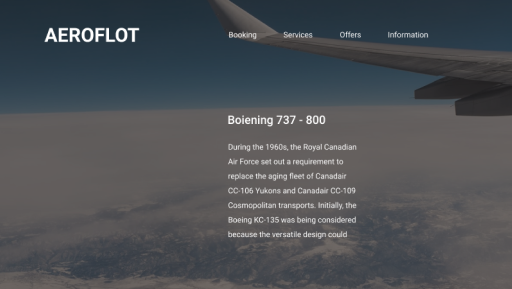 AEROFLOT
Booking Services Offers Information
Boiening 737 - 800
During the 1960s, the Royal Canadian
Air Force set out a requirement to
replace the aging fleet of Canadair
CC-106 Yukons and Canadair CC-109
Cosmopolitan transports. Initially, the
Boeing KC-135 was being considered
because the versatile design could